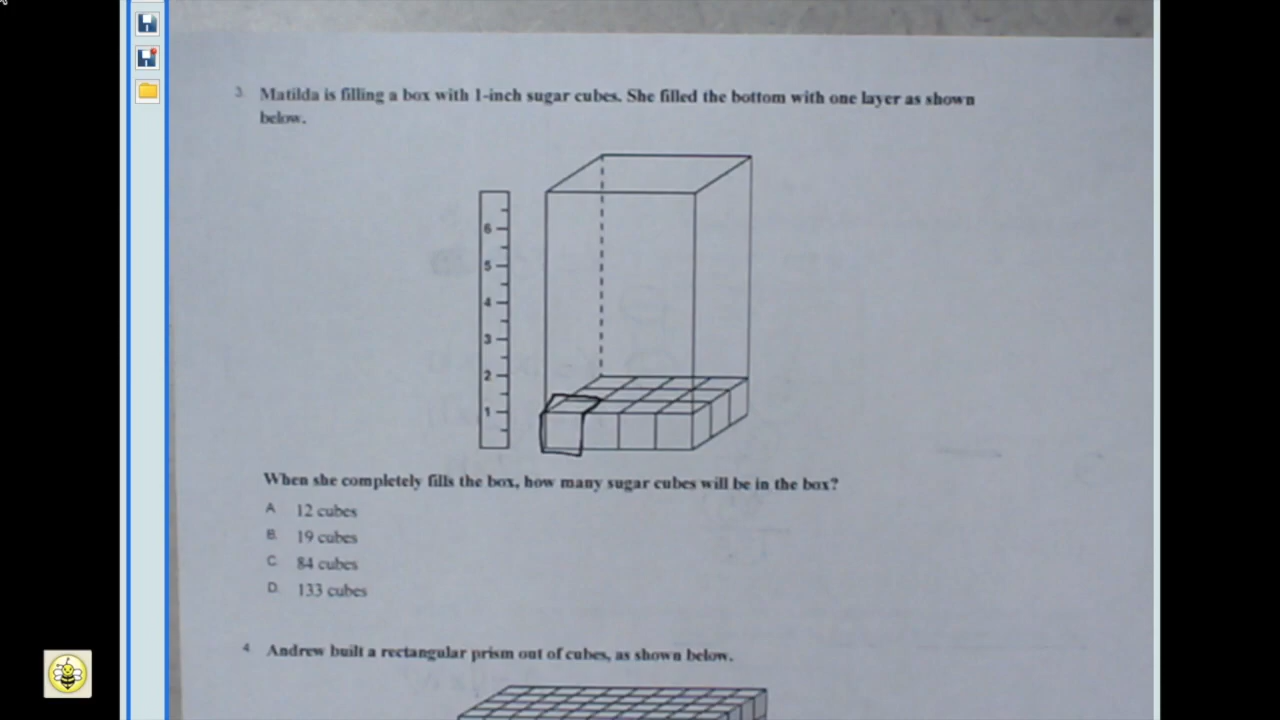 3. Matilda is filling a box with 1-inch sugar cubes. She filled the bottom with one layer as shown
below.
6
5
4
3
2
1
When she completely fills the box, how many sugar cubes will be in the box?
A 12 cubes
B. 19 cubes
C 84 cubes
D. 133 cubes
4. Andrew built a rectangular prism out of cubes, as shown below.